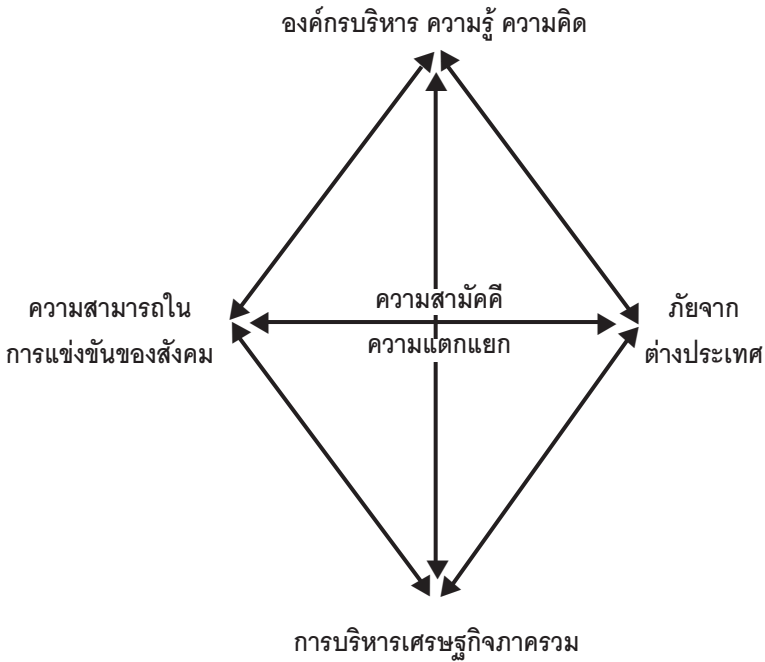 องค์กรบริหาร ความรู้ ความคิด
ความสามารถใน
การแข่งขันของสังคม
ความสามัคคี
ความแตกแยก
ภัยจาก
ต่างประเทศ
การบริหารเศรษฐกิจภาครวม